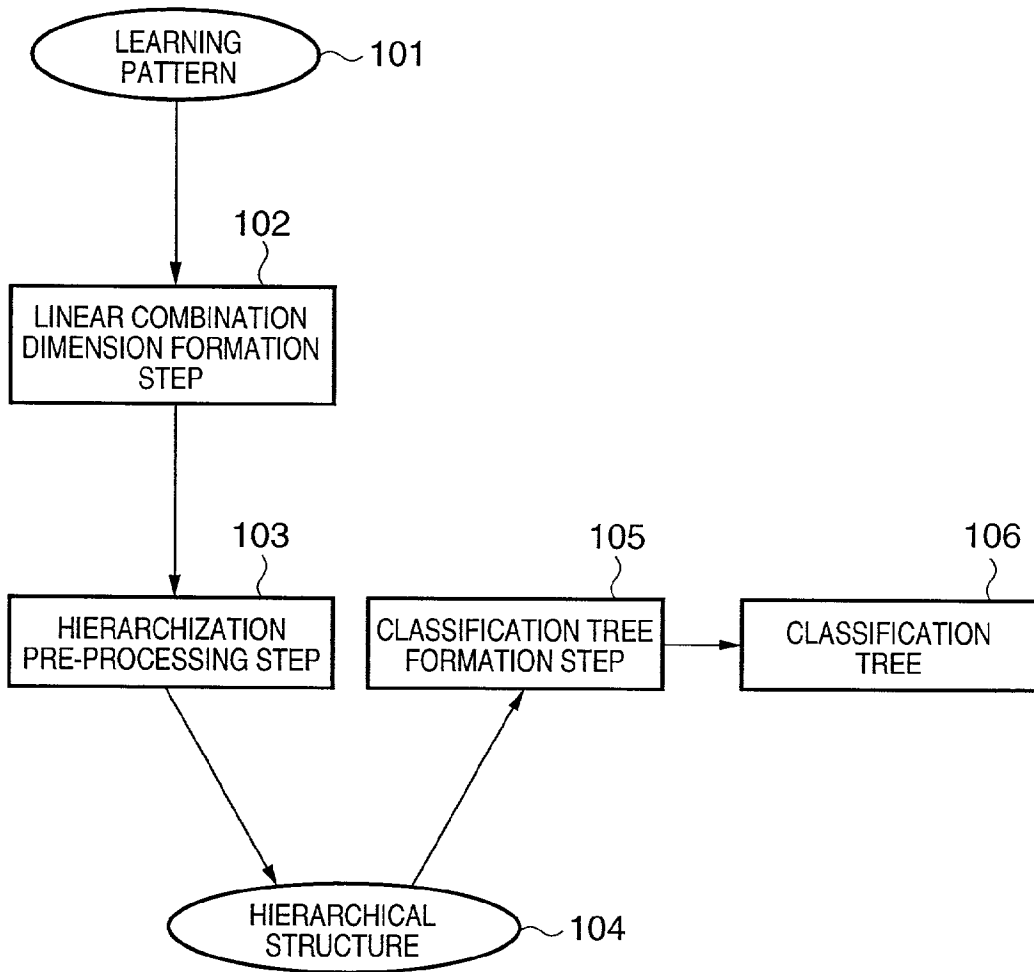 LEARNING
PATTERN
101
102
LINEAR COMBINATION
DIMENSION FORMATION
STEP
103
HIERARCHIZATION
PRE-PROCESSING STEP
105
CLASSIFICATION TREE
FORMATION STEP
106
CLASSIFICATION
TREE
HIERARCHICAL
STRUCTURE
104